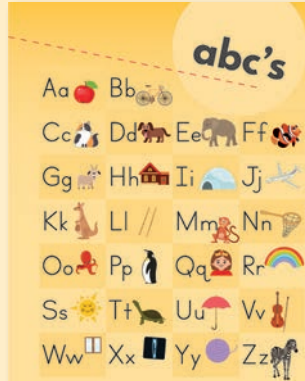 abc's
Aa Bb
Cc Dd Ee Ff
Gg Hh Ii Jj
Kk Ll Mm Nn
Oo Pp Qq Rr
Ss Tt Uu Vv
Ww Xx Yy Zz